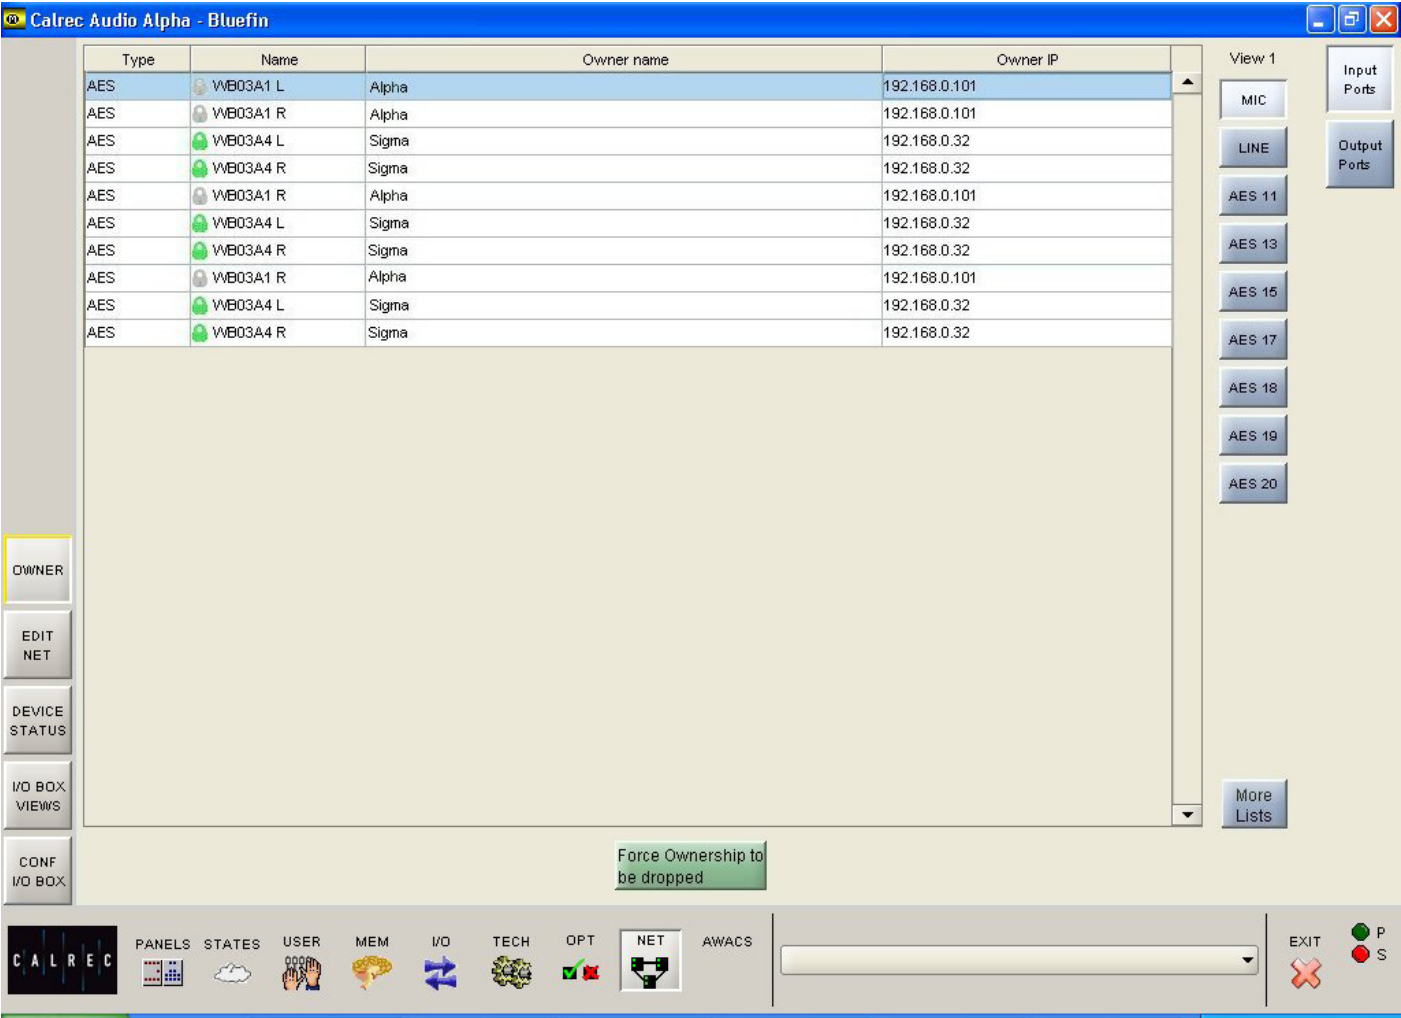 Calrec Audio Alpha - Bluefin
Type Name Owner name Owner IP
AES WB03A1 L Alpha 192.168.0.101
AES WB03A1 R Alpha 192.168.0.101
AES WB03A4 L Sigma 192.168.0.32
AES WB03A4 R Sigma 192.168.0.32
AES WB03A1 R Alpha 192.168.0.101
AES WB03A4 L Sigma 192.168.0.32
AES WB03A4 R Sigma 192.168.0.32
AES WB03A1 R Alpha 192.168.0.101
AES WB03A4 L Sigma 192.168.0.32
AES WB03A4 R Sigma 192.168.0.32
View 1
MIC
LINE
AES 11
AES 13
AES 15
AES 17
AES 18
AES 19
AES 20
More
Lists
Input
Ports
Output
Ports
OWNER
EDIT
NET
DEVICE
STATUS
I/O BOX
VIEWS
CONF
I/O BOX
Force Ownership to
be dropped
CALREC
PANELS STATES USER MEM I/O TECH OPT NET AWACS
EXIT
P
S